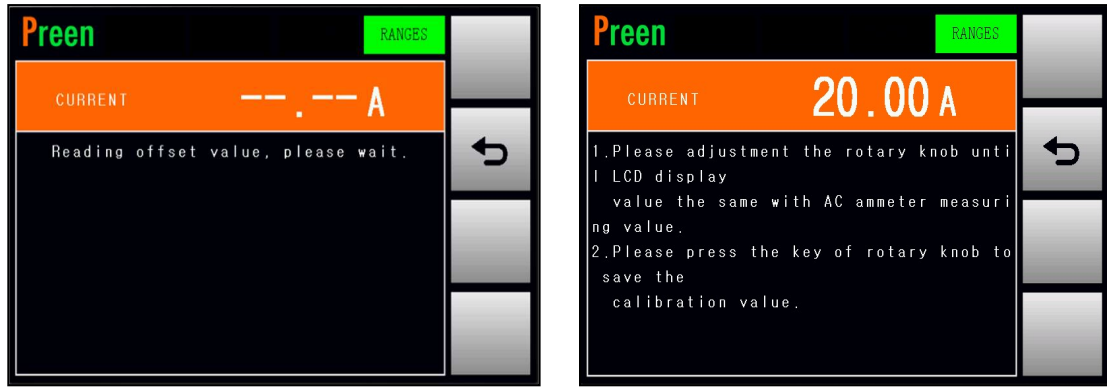 Preen
RANGES
CURRENT --.-- A
Reading offset value, please wait.
Preen
RANGES
CURRENT 20.00 A
1.Please adjustment the rotary knob unti
l LCD display
value the same with AC ammeter measuri
ng value.
2.Please press the key of rotary knob to
save the
calibration value.